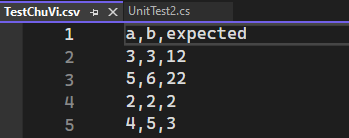 TestChuVi.csv UnitTest2.cs
1 a,b,expected
2 3,3,12
3 5,6,22
4 2,2,2
5 4,5,3